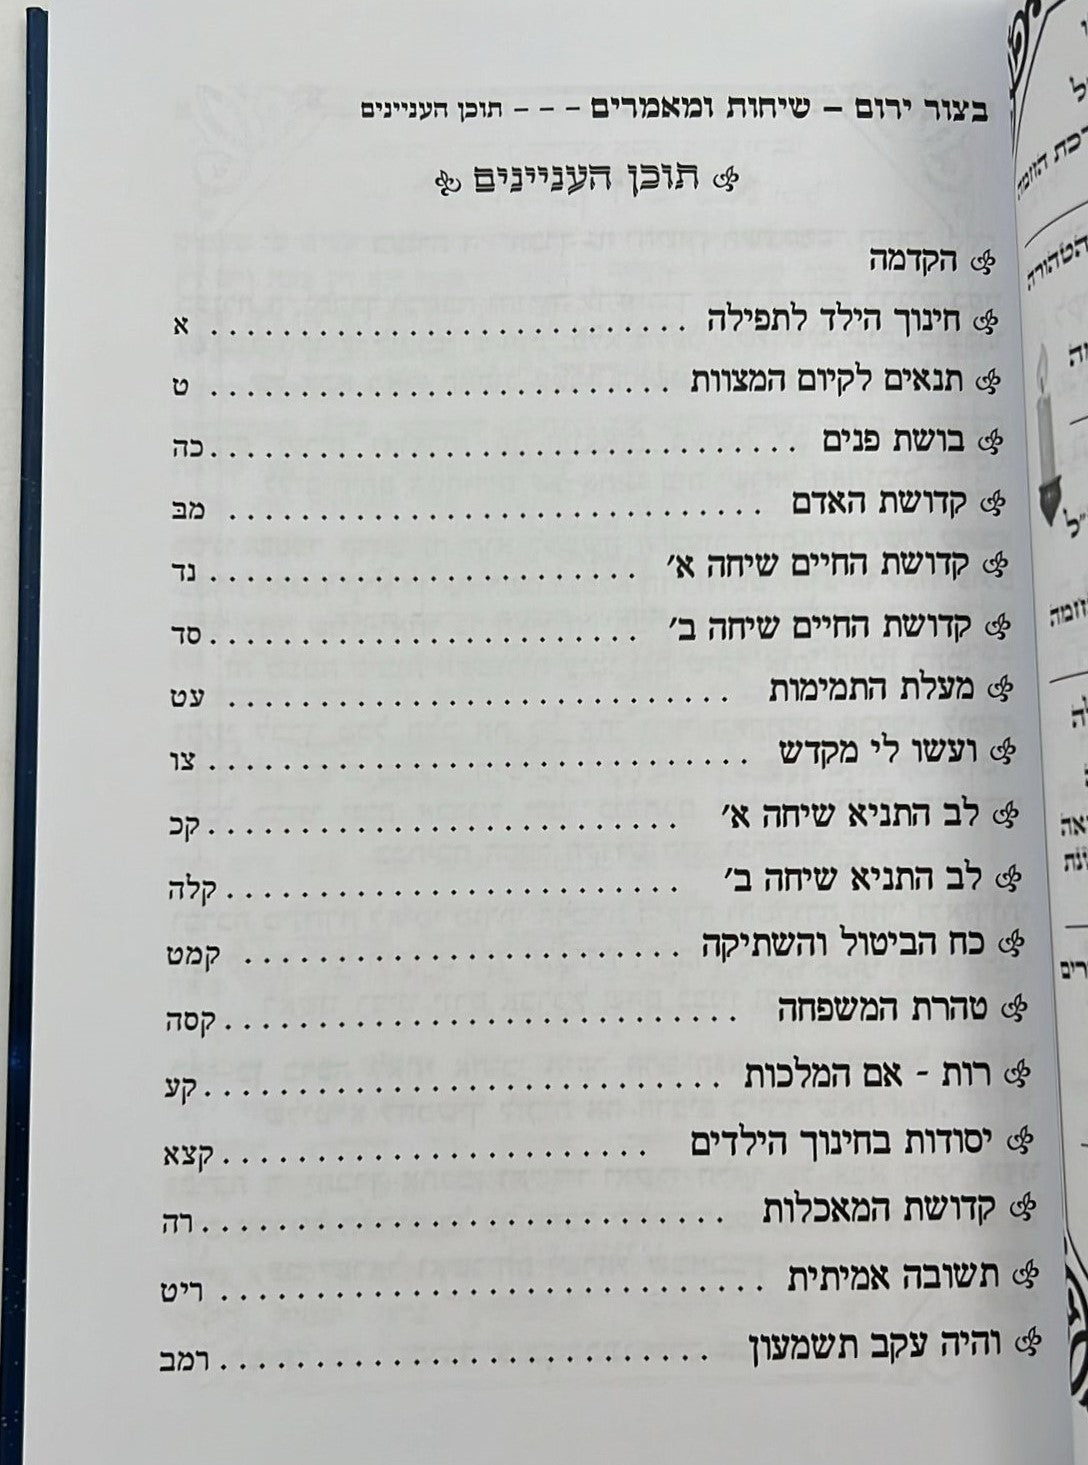 בצור ירום – שיחות ומאמרים – – – תוכן העניינים
תוכן העניינים
הקדמה
חינוך הילד לתפילה . . . . . . . . . . . . . . . . . . . . . . . . . . . א
תנאים לקיום המצוות . . . . . . . . . . . . . . . . . . . . . . . . . . ט
בושת פנים . . . . . . . . . . . . . . . . . . . . . . . . . . . . . . . . . כה
קדושת האדם . . . . . . . . . . . . . . . . . . . . . . . . . . . . . . מב
קדושת החיים שיחה א' . . . . . . . . . . . . . . . . . . . . . . . . נד
קדושת החיים שיחה ב' . . . . . . . . . . . . . . . . . . . . . . . . סד
מעלת התמימות . . . . . . . . . . . . . . . . . . . . . . . . . . . . עט
ועשו לי מקדש . . . . . . . . . . . . . . . . . . . . . . . . . . . . . . צו
לב התניא שיחה א' . . . . . . . . . . . . . . . . . . . . . . . . . . קכ
לב התניא שיחה ב' . . . . . . . . . . . . . . . . . . . . . . . . . קלה
כח הביטול והשתיקה . . . . . . . . . . . . . . . . . . . . . . . . קמט
טהרת המשפחה . . . . . . . . . . . . . . . . . . . . . . . . . . . . קסה
רות - אם המלכות . . . . . . . . . . . . . . . . . . . . . . . . . . . . קע
יסודות בחינוך הילדים . . . . . . . . . . . . . . . . . . . . . . . קצא
קדושת המאכלות . . . . . . . . . . . . . . . . . . . . . . . . . . . . רה
תשובה אמיתית . . . . . . . . . . . . . . . . . . . . . . . . . . . . . ריט
והיה עקב תשמעון . . . . . . . . . . . . . . . . . . . . . . . . . . רמב